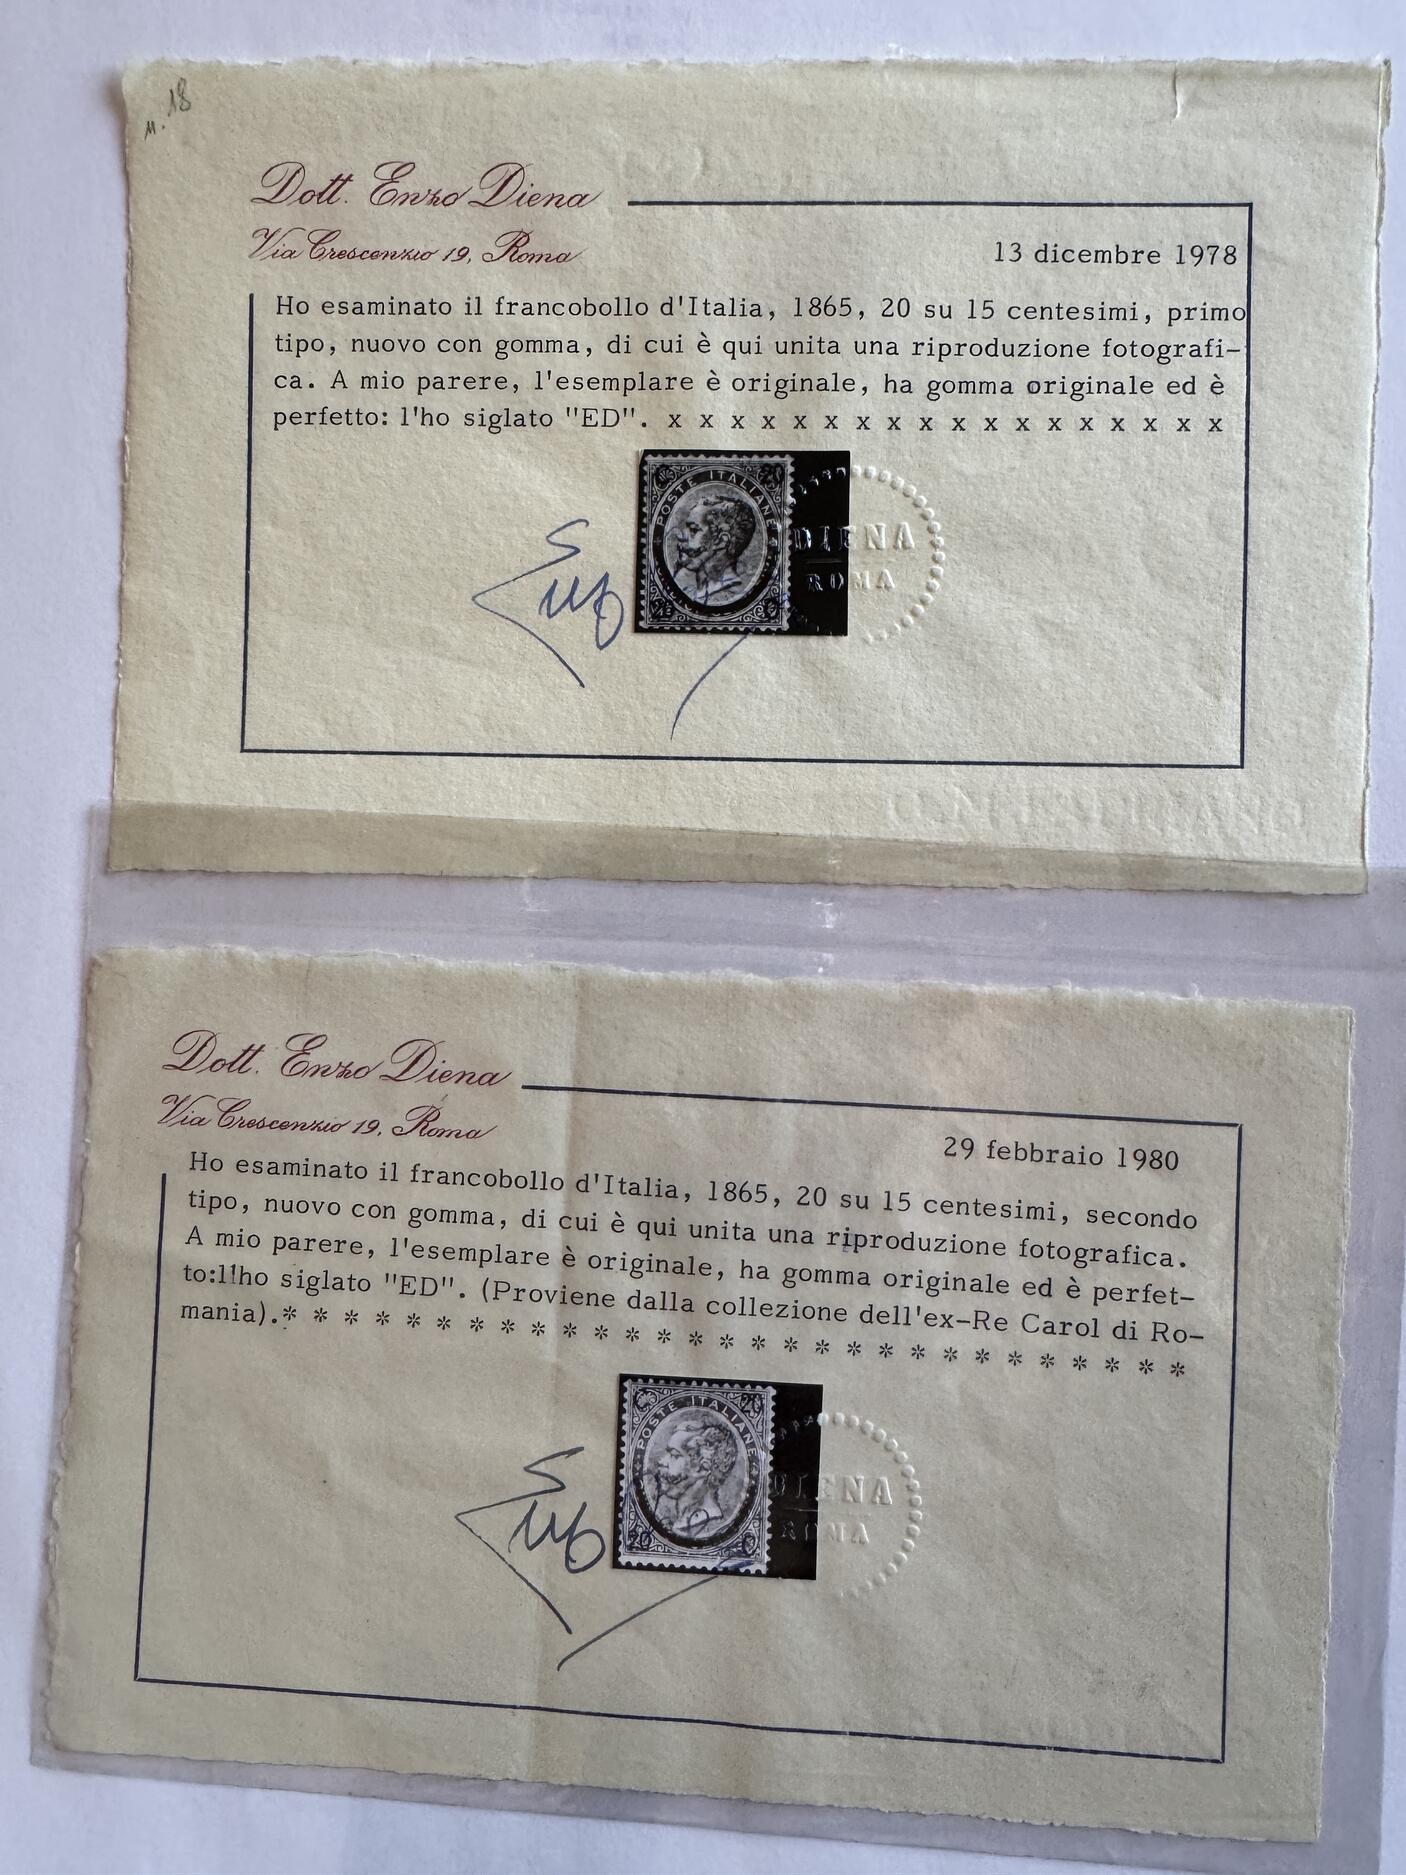 n. 18
Dott. Enzo Diena
Via Crescenzio 19, Roma
13 dicembre 1978
Ho esaminato il francobollo d'Italia, 1865, 20 su 15 centesimi, primo
tipo, nuovo con gomma, di cui è qui unita una riproduzione fotografi-
ca. A mio parere, l'esemplare è originale, ha gomma originale ed è
perfetto: l'ho siglato "ED". x x x x x x x x x x x x x x x x x x
C 20
POSTE ITALIANE
DIENA
ROMA
Dott. Enzo Diena
Via Crescenzio 19, Roma
29 febbraio 1980
Ho esaminato il francobollo d'Italia, 1865, 20 su 15 centesimi, secondo
tipo, nuovo con gomma, di cui è qui unita una riproduzione fotografica.
A mio parere, l'esemplare è originale, ha gomma originale ed è perfet-
to:l'ho siglato "ED". (Proviene dalla collezione dell'ex-Re Carol di Ro-
mania).* * * * * * * * * * * * * * * * * * * * * * * * * * * * *
C 20
POSTE ITALIANE
20 C
DIENA
ROMA